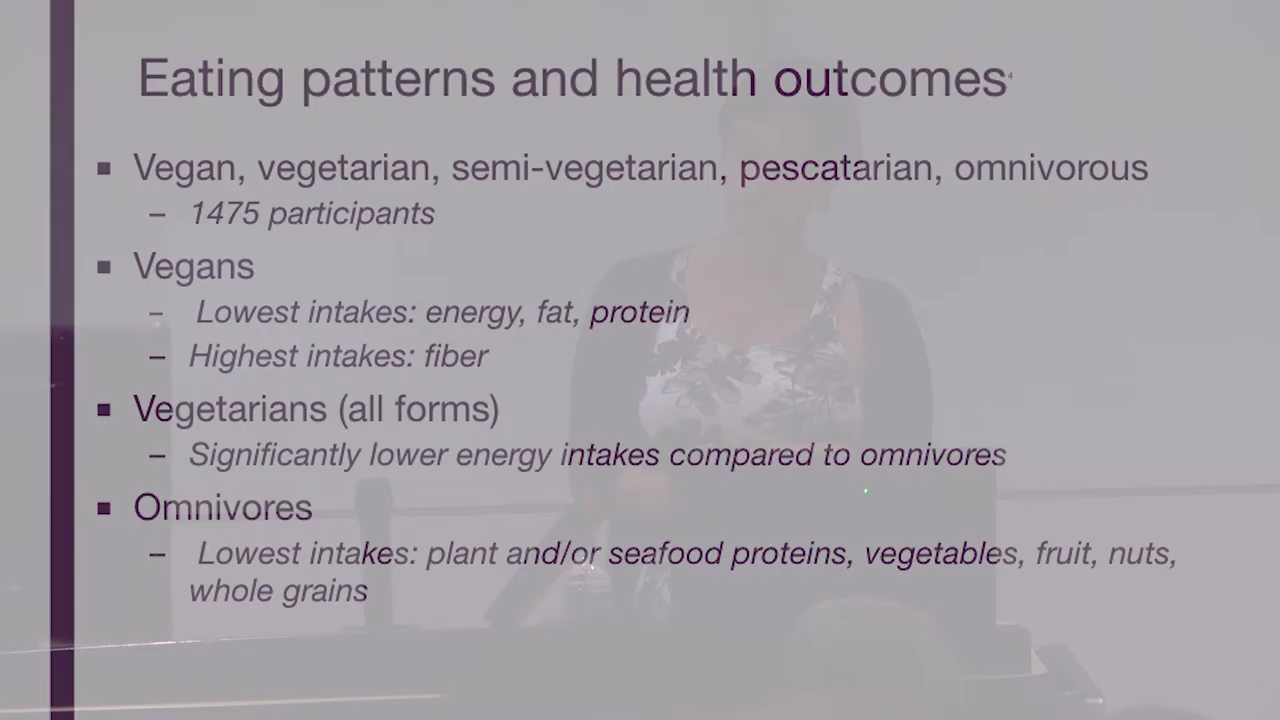 Eating patterns and health outcomes4
▪ Vegan, vegetarian, semi-vegetarian, pescatarian, omnivorous
– 1475 participants
▪ Vegans
– Lowest intakes: energy, fat, protein
– Highest intakes: fiber
▪ Vegetarians (all forms)
– Significantly lower energy intakes compared to omnivores
▪ Omnivores
– Lowest intakes: plant and/or seafood proteins, vegetables, fruit, nuts,
whole grains